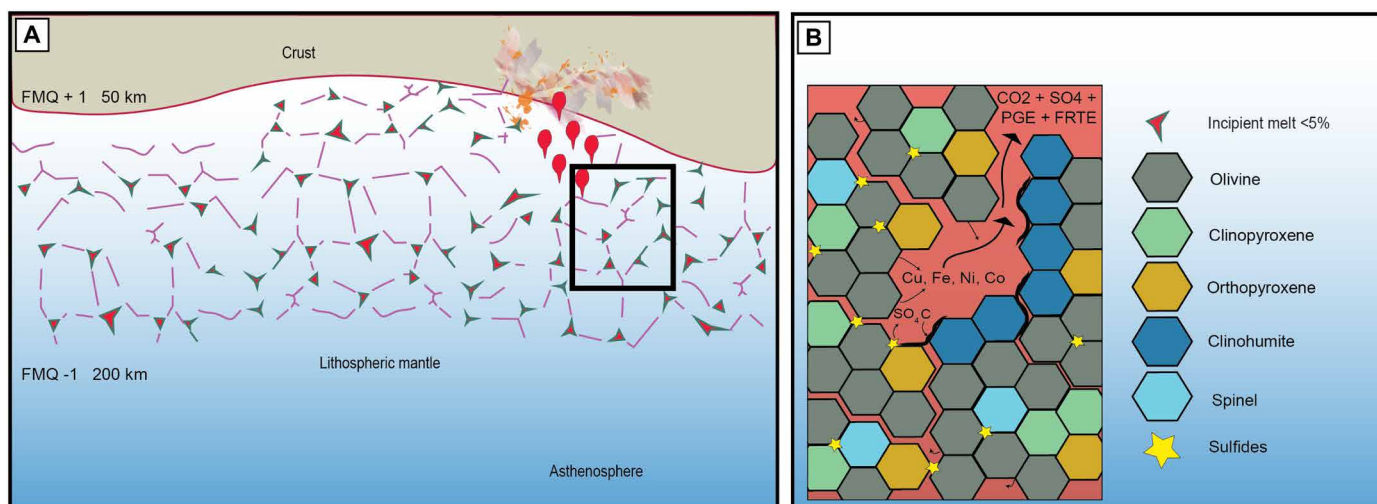 A
Crust
FMQ + 1 50 km
Lithospheric mantle
FMQ -1 200 km
Asthenosphere
B
CO2 + SO4 +
PGE + FRTE
Cu, Fe, Ni, Co
SO₄C
Incipient melt <5%
Olivine
Clinopyroxene
Orthopyroxene
Clinohumite
Spinel
Sulfides